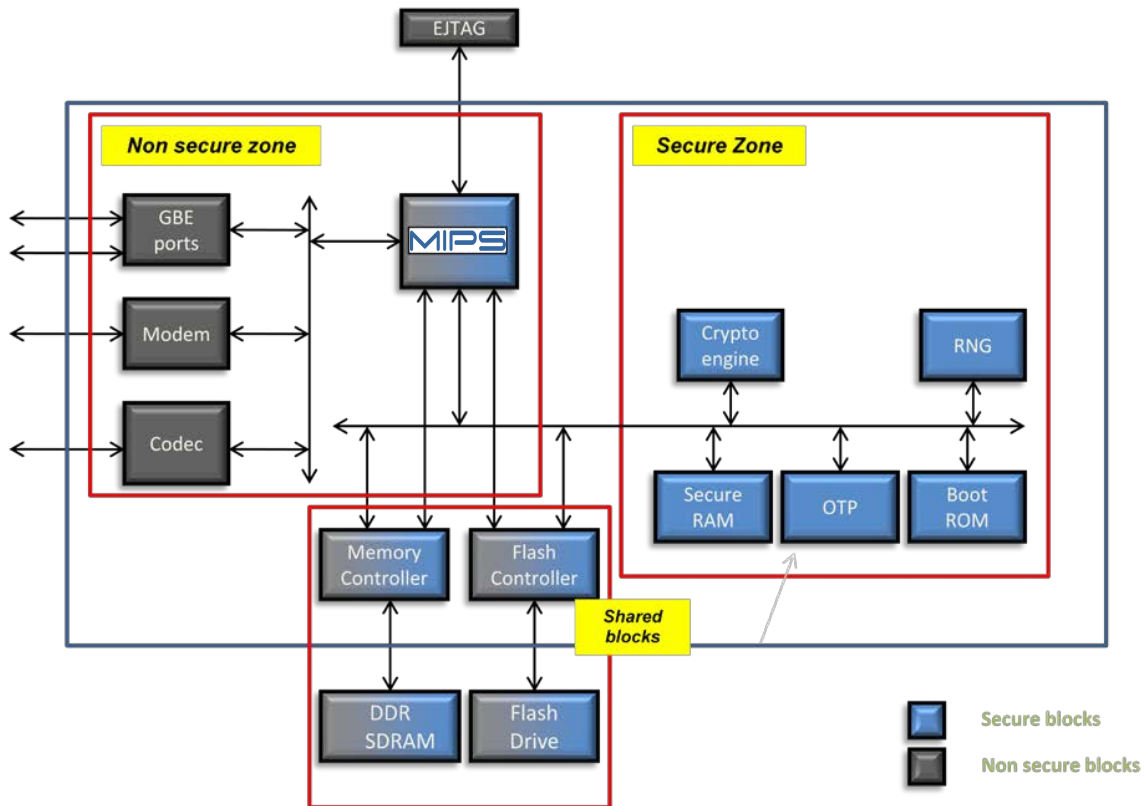 EJTAG
Non secure zone
Secure Zone
GBE
ports
MIPS
Modem
Crypto
engine
RNG
Codec
Secure
RAM
OTP
Boot
ROM
Memory
Controller
Flash
Controller
Shared
blocks
DDR
SDRAM
Flash
Drive
Secure blocks
Non secure blocks